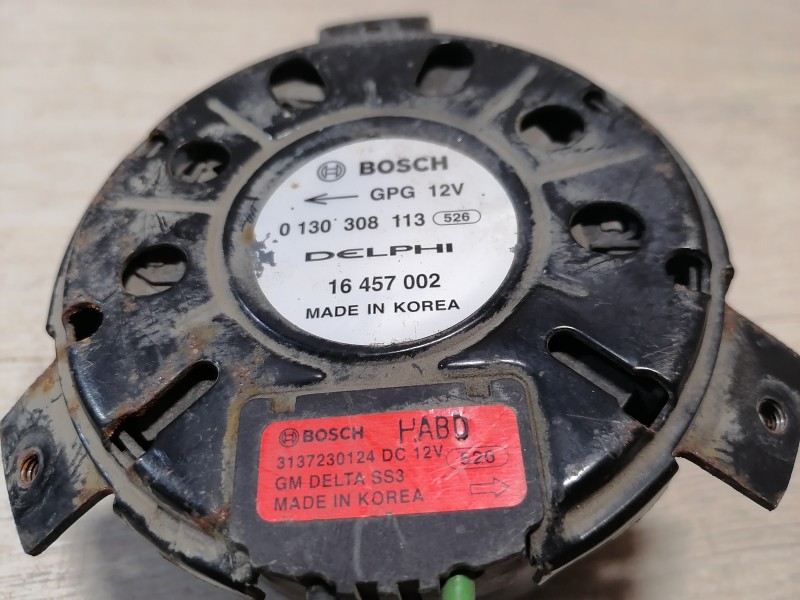 BOSCH
GPG 12V
0 130 308 113 526
DELPHI
16 457 002
MADE IN KOREA
BOSCH HABD
3137230124 DC 12V 526
GM DELTA SS3
MADE IN KOREA